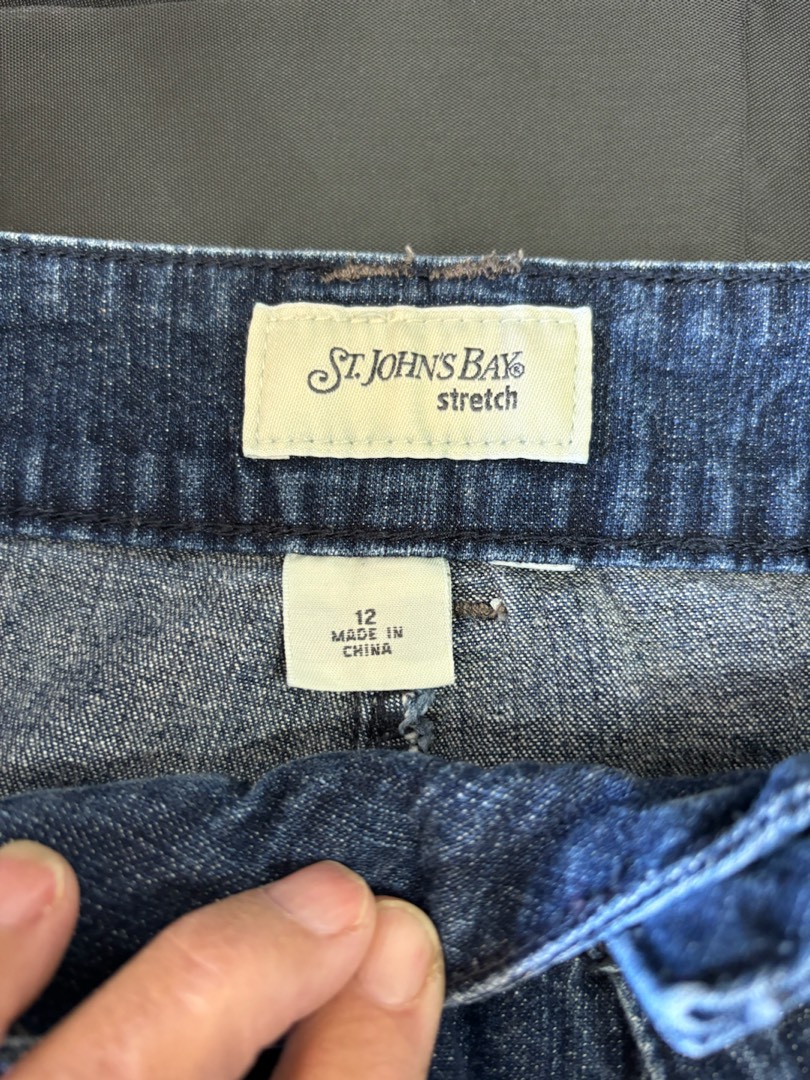 ST. JOHN'S BAY®
stretch
12
MADE IN
CHINA